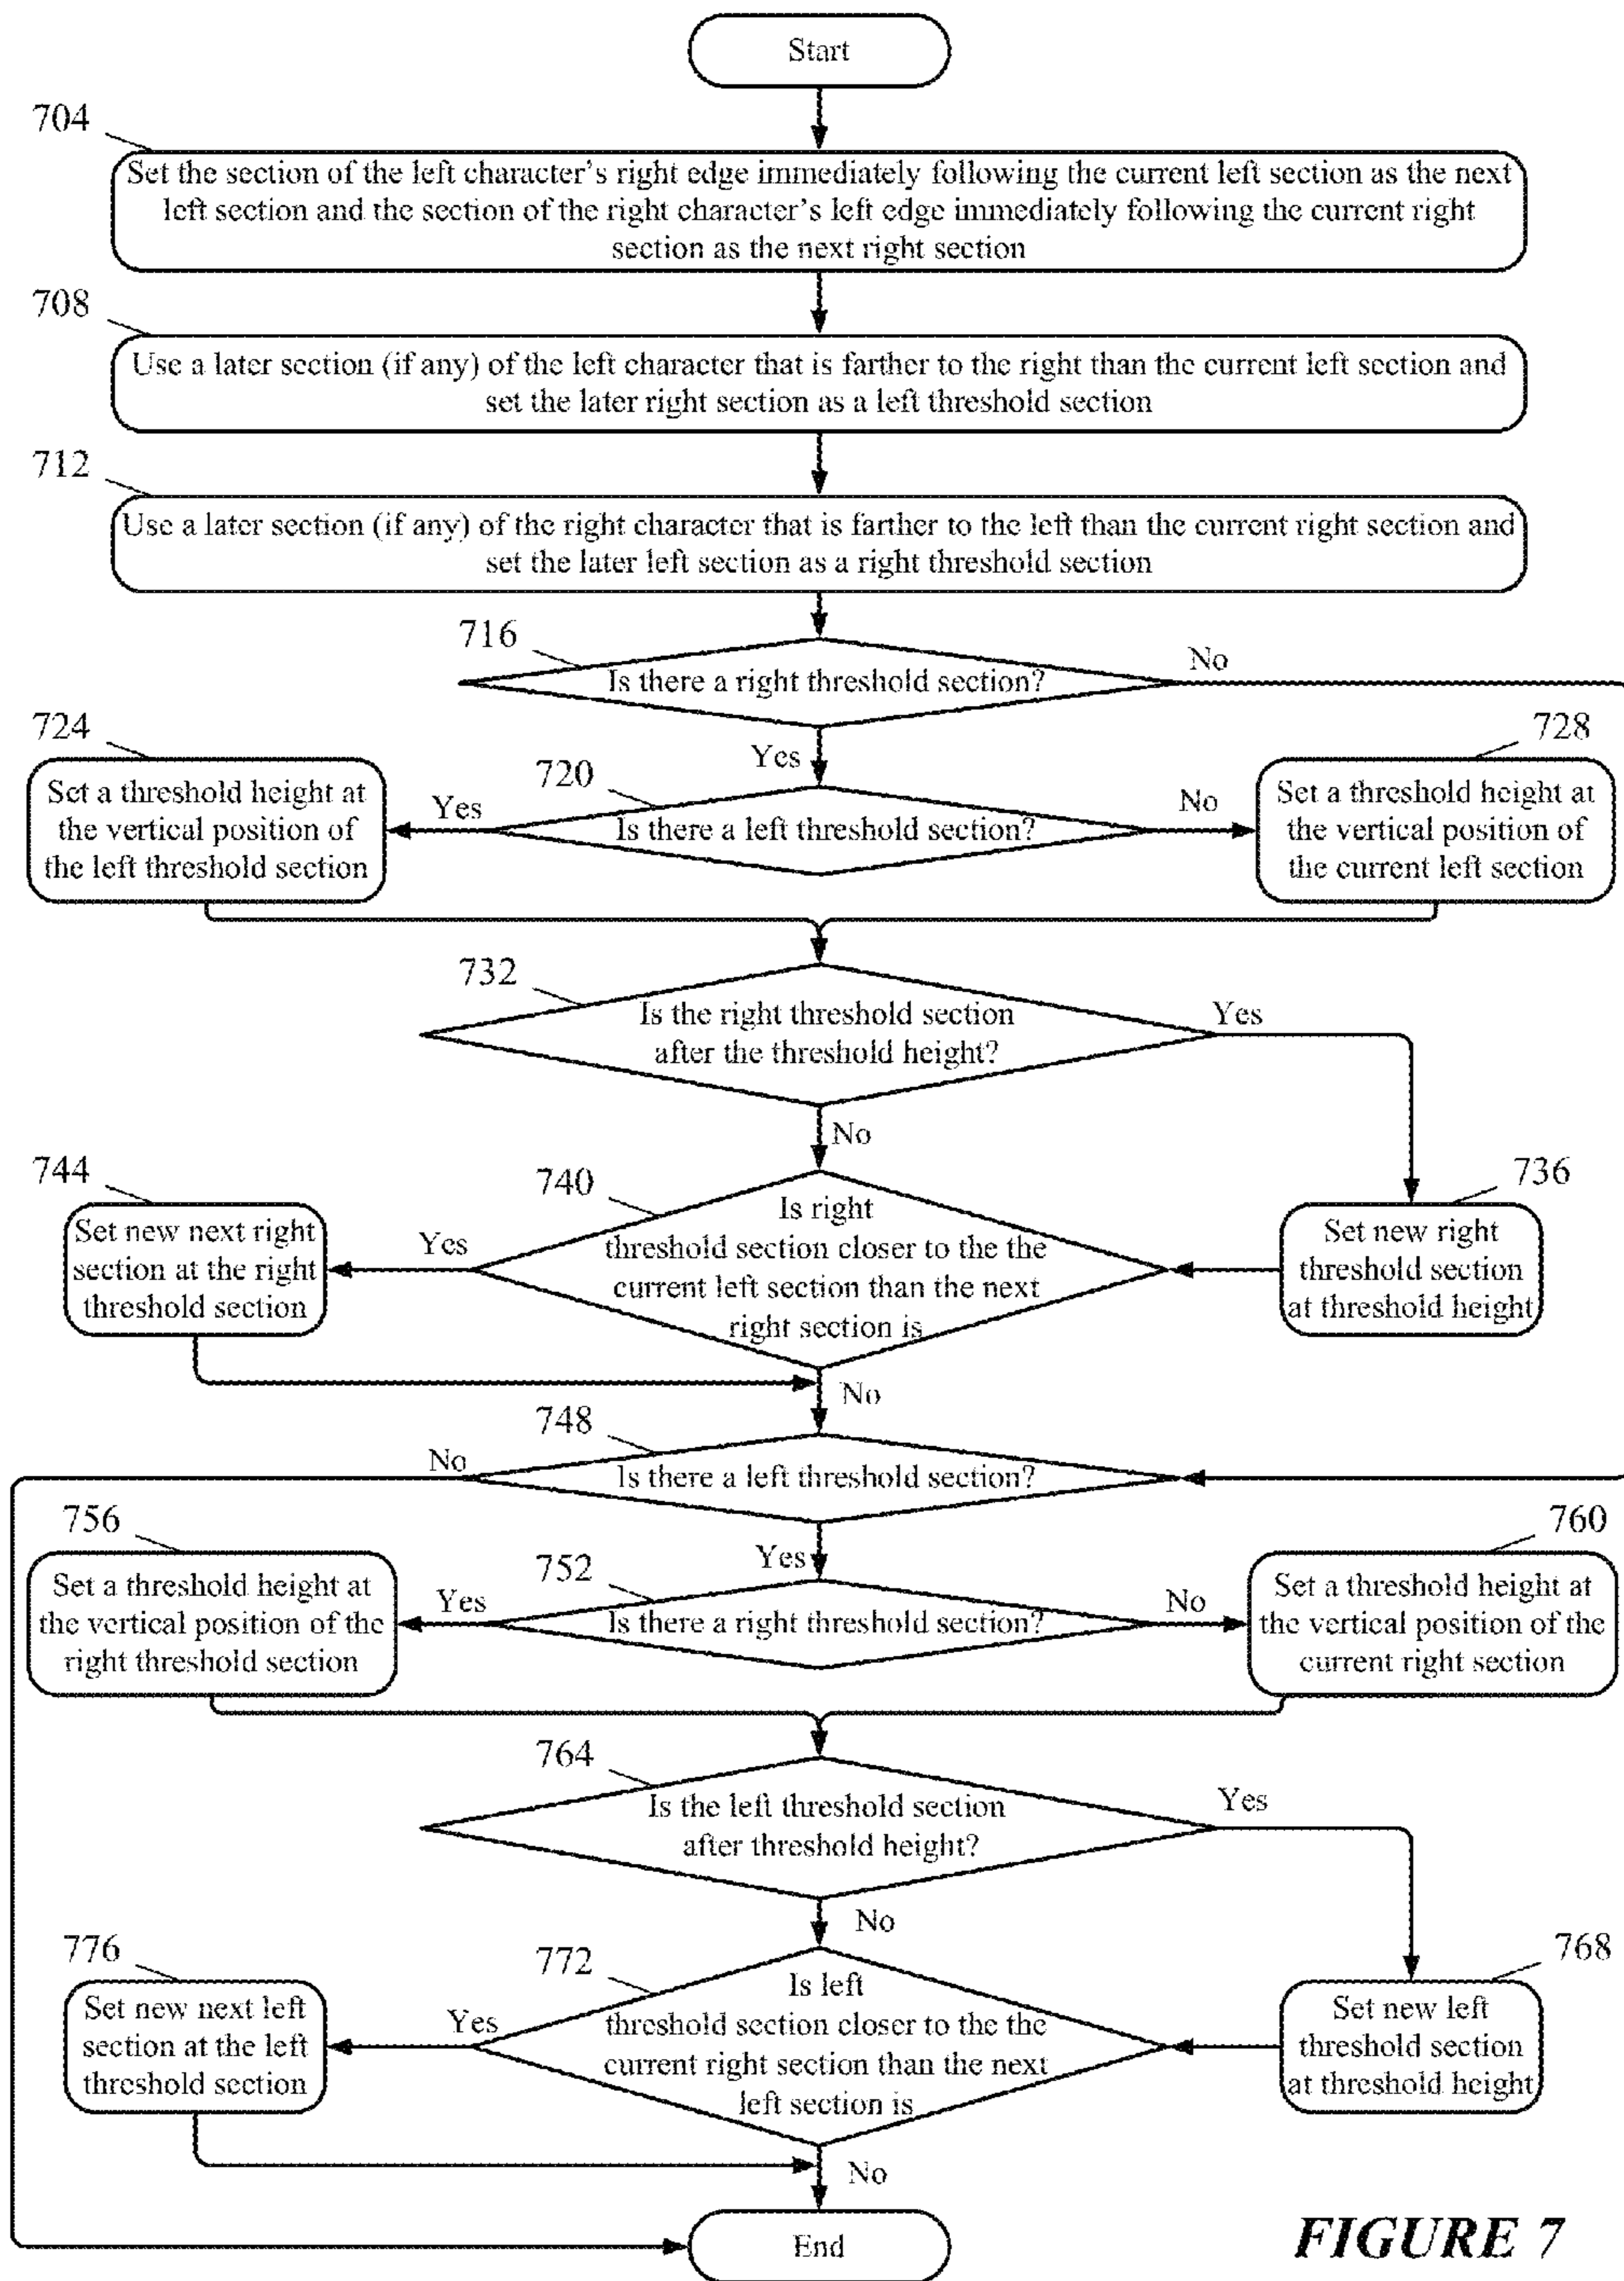 Start
704
Set the section of the left character's right edge immediately following the current left section as the next
left section and the section of the right character's left edge immediately following the current right
section as the next right section
708
Use a later section (if any) of the left character that is farther to the right than the current left section and
set the later right section as a left threshold section
712
Use a later section (if any) of the right character that is farther to the left than the current right section and
set the later left section as a right threshold section
716
Is there a right threshold section?
No
Yes
724
Set a threshold height at
the vertical position of
the left threshold section
Yes
720
Is there a left threshold section?
No
728
Set a threshold height at
the vertical position of
the current left section
732
Is the right threshold section
after the threshold height?
Yes
No
744
Set new next right
section at the right
threshold section
Yes
740
Is right
threshold section closer to the the
current left section than the next
right section is
736
Set new right
threshold section
at threshold height
No
748
Is there a left threshold section?
No
Yes
756
Set a threshold height at
the vertical position of the
right threshold section
Yes
752
Is there a right threshold section?
No
760
Set a threshold height at
the vertical position of the
current right section
764
Is the left threshold section
after threshold height?
Yes
No
776
Set new next left
section at the left
threshold section
Yes
772
Is left
threshold section closer to the the
current right section than the next
left section is
768
Set new left
threshold section
at threshold height
No
End
FIGURE 7